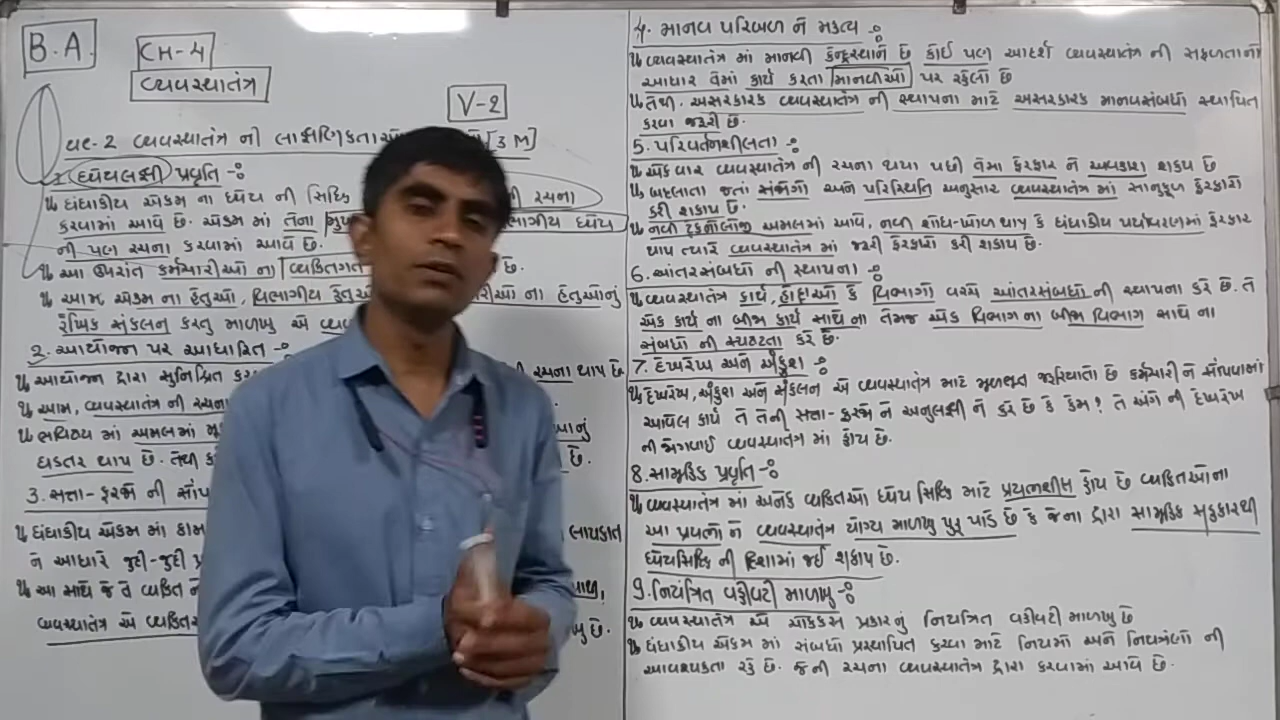 B.A.
CH-4
વ્યવસ્થાતંત્ર
V-2
વ્યવસ્થાતંત્ર ની લાક્ષણિકતા [3 M]
1. ધ્યેયલક્ષી પ્રવૃતિ -:
ધંધાકીય એકમ ના ધ્યેય ની સિદ્ધિ ની રચના
કરવામાં આવે છે. એકમ માં તેના ધ્યેય
ની પણ રચના કરવામાં આવે છે.
આ ઉપરાંત કર્મચારીઓ ના વ્યક્તિગત છે.
આમ એકમ ના હેતુઓ, વિભાગીય ના હેતુઓનું
રૈખિક સંકલન કરતુ માળખુ એ
2. આયોજન પર આધારિત -:
આયોજન દ્વારા સુનિશ્ચિત રચના થાય છે
આમ, વ્યવસ્થાતંત્ર ની રચના
ભવિષ્ય માં અમલમાં
ઘડતર થાય છે. તેથી છે.
3. સત્તા-ફરજ ની
ધંધાકીય એકમ માં લાયકાત
ને આધારે જુદી-જુદી
આ સાથે જ તે વ્યક્તિ
વ્યવસ્થાતંત્ર એ છે.
4. માનવ પરિબળ ને મહત્વ -:
વ્યવસ્થાતંત્ર માં માનવી કેન્દ્રસ્થાને છે કોઈ પણ આદર્શ વ્યવસ્થાતંત્ર ની સફળતાનો
આધાર તેમાં કાર્ય કરતા માનવીઓ પર રહેલો છે
તેથી. અસરકારક વ્યવસ્થાતંત્ર ની સ્થાપના માટે અસરકારક માનવસંબંધો સ્થાપિત
કરવા જરૂરી છે.
5. પરિવર્તનશીલતા -:
એક વાર વ્યવસ્થાતંત્ર ની રચના થયા પછી તેમા ફેરફાર ને અવકાશ છે
બદલાતા જતાં સંજોગો અને પરિસ્થિતિ અનુસાર વ્યવસ્થાતંત્ર માં સાનુકૂળ ફેરફારો
કરી શકાય છે.
નવી ટેકનોલોજી અમલમાં આવે, નવી શોધ-ખોળ થાય કે ધંધાકીય પર્યાવરણમાં ફેરફાર
થાય ત્યારે વ્યવસ્થાતંત્ર માં જરૂરી ફેરફારો કરી શકાય છે.
6. આંતરસંબંધો ની સ્થાપના -:
વ્યવસ્થાતંત્ર કાર્ય, હોદ્દાઓ કે વિભાગો વચ્ચે આંતરસંબંધો ની સ્થાપના કરે છે. તે
એક કાર્ય ના બીજા કાર્ય સાથે ના તેમજ એક વિભાગ ના બીજા વિભાગ સાથે ના
સંબંધો ની સ્પષ્ટતા કરે છે.
7. દેખરેખ અને અંકુશ -:
દેખરેખ, અંકુશ અને સંકલન એ વ્યવસ્થાતંત્ર માટે મૂળભૂત જરૂરિયાતો છે કર્મચારી ને સોંપવામાં
આવેલ કાર્ય તે તેની સત્તા-ફરજ ને અનુલક્ષી ને કરે છે કે કેમ? તે અંગે ની દેખરેખ
ની જોગવાઈ વ્યવસ્થાતંત્ર માં હોય છે.
8. સામૂહિક પ્રવૃતિ -:
વ્યવસ્થાતંત્ર માં અનેક વ્યક્તિઓ ધ્યેય સિદ્ધિ માટે પ્રયત્નશીલ હોય છે વ્યક્તિઓના
આ પ્રયત્નો ને વ્યવસ્થાતંત્ર યોગ્ય માળખુ પુરૂ પાડે છે કે જેના દ્વારા સામૂહિક સહકારથી
ધ્યેયસિદ્ધિ ની દિશામાં જઈ શકાય છે.
9. નિયંત્રિત વહીવટી માળખુ -:
વ્યવસ્થાતંત્ર એ ચોક્કસ પ્રકારનું નિયંત્રિત વહીવટી માળખુ છે
ધંધાકીય એકમ માં સંબંધો પ્રસ્થાપિત કરવા માટે નિયમો અને નિયંત્રણો ની
આવશ્યકતા રહે છે. જેની રચના વ્યવસ્થાતંત્ર દ્વારા કરવામાં આવે છે.